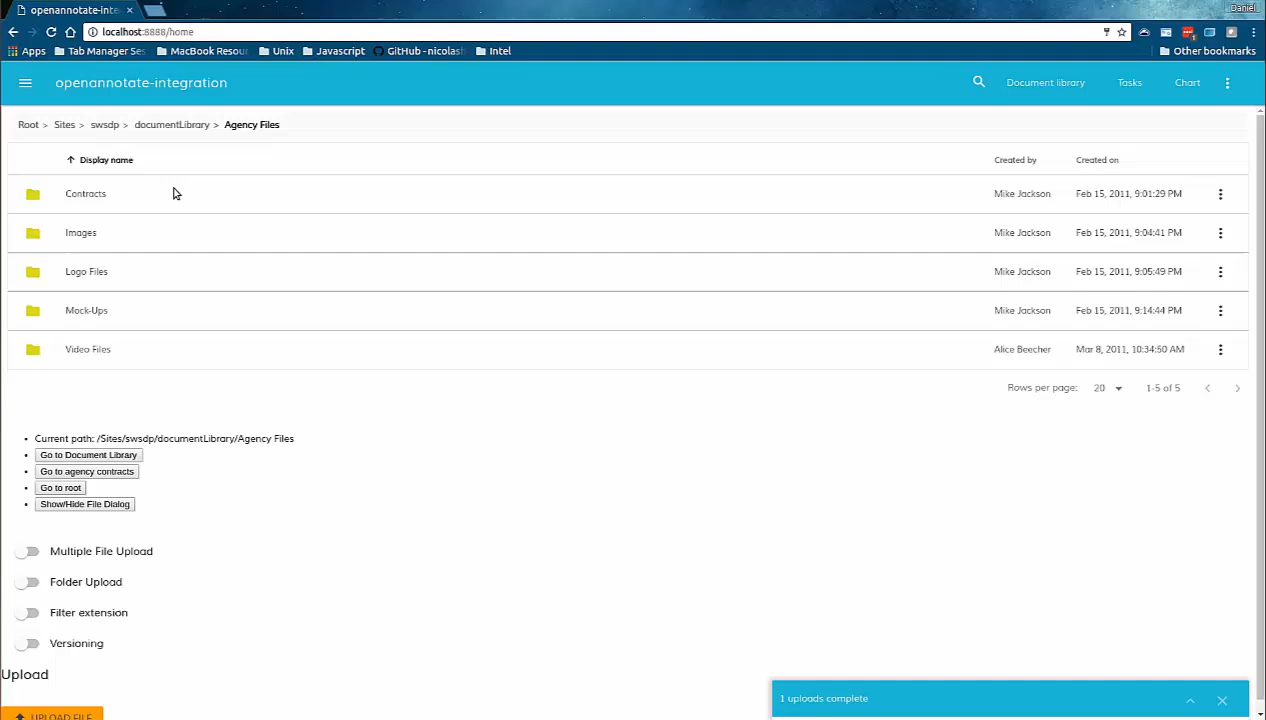 openannotate-inte
Daniel
localhost:8888/home
Apps Tab Manager Ses MacBook Resour Unix Javascript GitHub - nicolash Intel Other bookmarks
openannotate-integration Document library Tasks Chart
Root > Sites > swsdp > documentLibrary > Agency Files
Display name Created by Created on
Contracts Mike Jackson Feb 15, 2011, 9:01:29 PM
Images Mike Jackson Feb 15, 2011, 9:04:41 PM
Logo Files Mike Jackson Feb 15, 2011, 9:05:49 PM
Mock-Ups Mike Jackson Feb 15, 2011, 9:14:44 PM
Video Files Alice Beecher Mar 8, 2011, 10:34:50 AM
Rows per page: 20 1-5 of 5
Current path: /Sites/swsdp/documentLibrary/Agency Files
Go to Document Library
Go to agency contracts
Go to root
Show/Hide File Dialog
Multiple File Upload
Folder Upload
Filter extension
Versioning
Upload
1 uploads complete
UPLOAD FILE